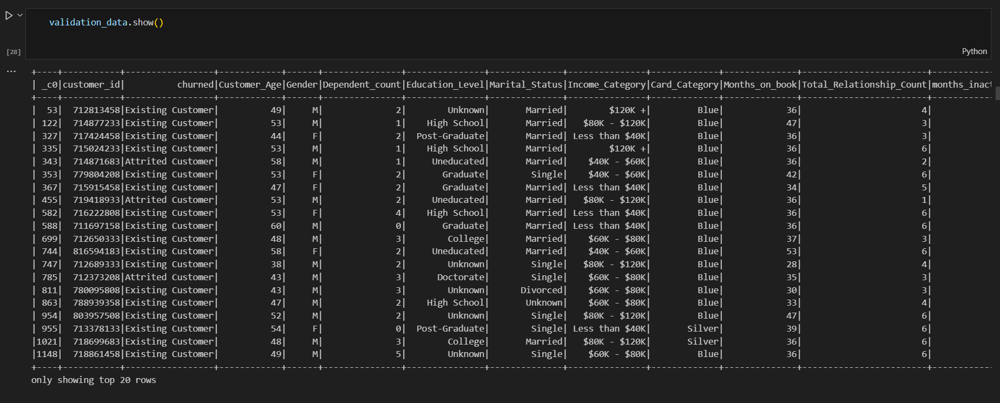 validation_data.show()
[28]
Python
...
+----+-----------+-----------------+------------+------+---------------+---------------+--------------+---------------+-------------+--------------+------------------------+-----------
| _c0|customer_id|          churned|Customer_Age|Gender|Dependent_count|Education_Level|Marital_Status|Income_Category|Card_Category|Months_on_book|Total_Relationship_Count|months_inact
+----+-----------+-----------------+------------+------+---------------+---------------+--------------+---------------+-------------+--------------+------------------------+-----------
|  53|  712813458|Existing Customer|          49|     M|              2|        Unknown|       Married|        $120K +|         Blue|            36|                       4|
| 122|  714877233|Existing Customer|          53|     M|              1|    High School|       Married|   $80K - $120K|         Blue|            47|                       3|
| 327|  717424458|Existing Customer|          44|     F|              2|  Post-Graduate|       Married| Less than $40K|         Blue|            36|                       3|
| 335|  715024233|Existing Customer|          53|     M|              1|    High School|       Married|        $120K +|         Blue|            36|                       6|
| 343|  714871683|Attrited Customer|          58|     M|              1|     Uneducated|       Married|    $40K - $60K|         Blue|            36|                       2|
| 353|  779804208|Existing Customer|          53|     F|              2|       Graduate|        Single|    $40K - $60K|         Blue|            42|                       6|
| 367|  715915458|Existing Customer|          47|     F|              2|       Graduate|       Married| Less than $40K|         Blue|            34|                       5|
| 455|  719418933|Attrited Customer|          53|     M|              2|     Uneducated|       Married|   $80K - $120K|         Blue|            36|                       1|
| 582|  716222808|Existing Customer|          53|     F|              4|    High School|       Married| Less than $40K|         Blue|            36|                       6|
| 588|  711697158|Existing Customer|          60|     M|              0|       Graduate|       Married| Less than $40K|         Blue|            36|                       6|
| 699|  712650333|Existing Customer|          48|     M|              3|        College|       Married|    $60K - $80K|         Blue|            37|                       3|
| 744|  816594183|Existing Customer|          58|     F|              2|     Uneducated|       Married|    $40K - $60K|         Blue|            53|                       6|
| 747|  712689333|Existing Customer|          38|     M|              2|        Unknown|        Single|   $80K - $120K|         Blue|            28|                       4|
| 785|  712373208|Attrited Customer|          43|     M|              3|      Doctorate|        Single|    $60K - $80K|         Blue|            35|                       3|
| 811|  780095808|Existing Customer|          43|     M|              3|        Unknown|      Divorced|    $60K - $80K|         Blue|            30|                       3|
| 863|  788939358|Existing Customer|          47|     M|              2|    High School|       Unknown|    $60K - $80K|         Blue|            33|                       4|
| 954|  803957508|Existing Customer|          52|     M|              2|        Unknown|        Single|   $80K - $120K|         Blue|            47|                       6|
| 955|  713378133|Existing Customer|          54|     F|              0|  Post-Graduate|        Single| Less than $40K|       Silver|            39|                       6|
|1021|  718699683|Existing Customer|          48|     M|              3|        College|       Married|   $80K - $120K|       Silver|            36|                       6|
|1148|  718861458|Existing Customer|          49|     M|              5|        Unknown|        Single|    $60K - $80K|         Blue|            36|                       6|
+----+-----------+-----------------+------------+------+---------------+---------------+--------------+---------------+-------------+--------------+------------------------+-----------
only showing top 20 rows